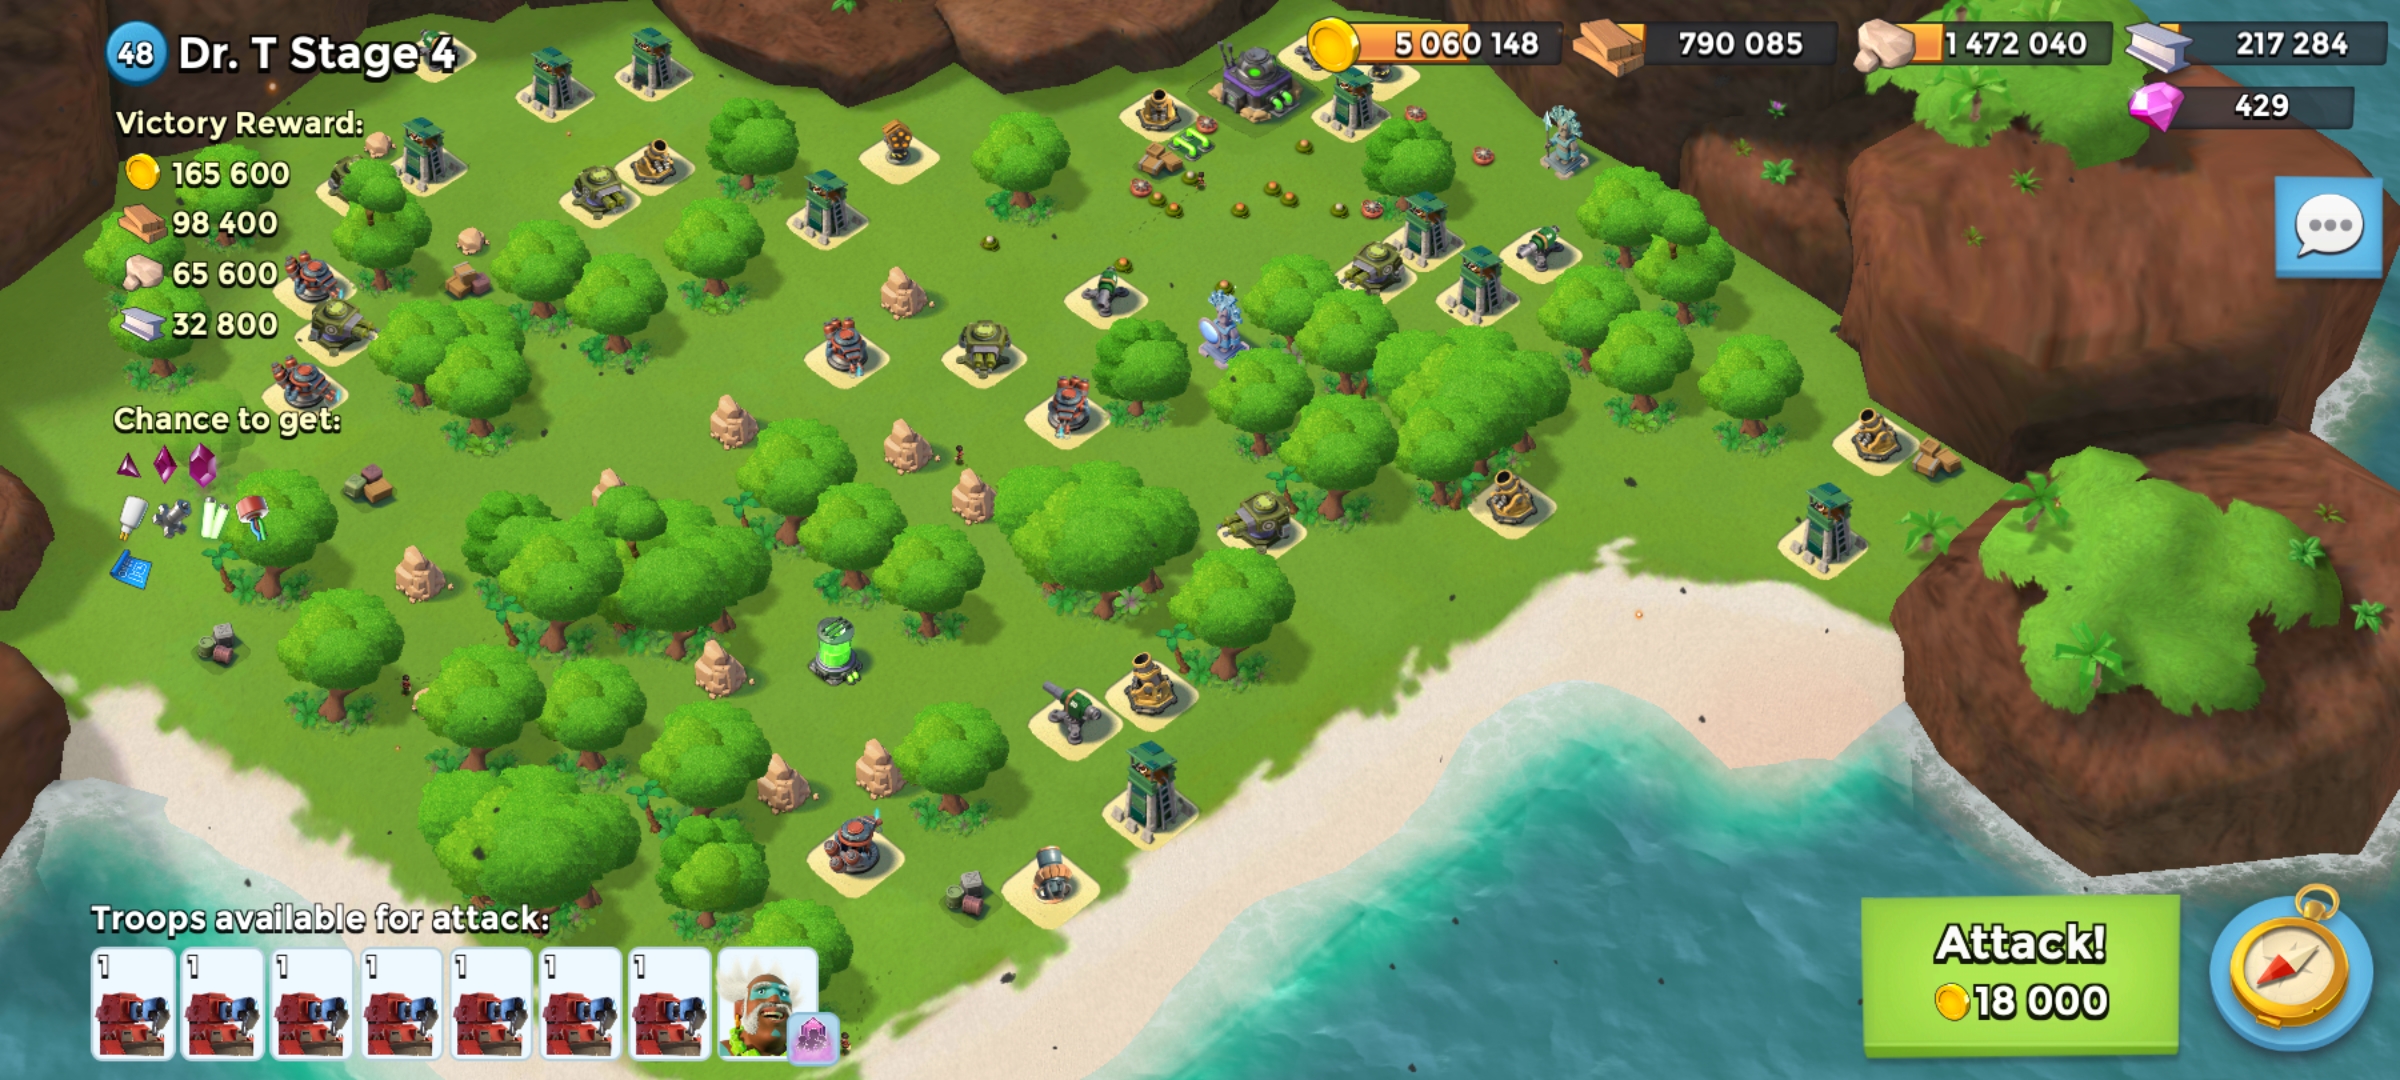 48 Dr. T Stage 4
5 060 148
790 085
1 472 040
217 284
429
Victory Reward:
165 600
98 400
65 600
32 800
Chance to get:
Troops available for attack:
1 1 1 1 1 1 1
Attack!
18 000